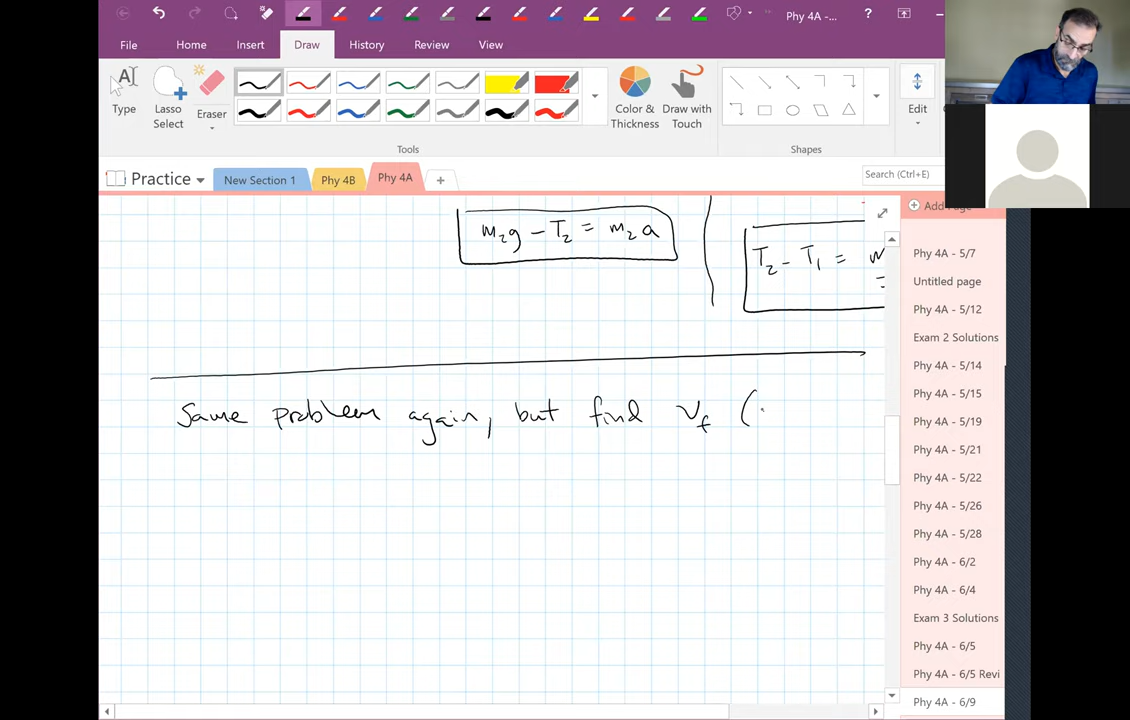 Phy 4A -...
?
File
Home
Insert
Draw
History
Review
View
Type
Lasso Select
Eraser
Color & Thickness
Draw with Touch
Edit
Tools
Shapes
Practice
New Section 1
Phy 4B
Phy 4A
+
Search (Ctrl+E)
Add Page
m₂g - T₂ = m₂a
T₂ - T₁ = m
=
Same problem again, but find v_f (
Phy 4A - 5/7
Untitled page
Phy 4A - 5/12
Exam 2 Solutions
Phy 4A - 5/14
Phy 4A - 5/15
Phy 4A - 5/19
Phy 4A - 5/21
Phy 4A - 5/22
Phy 4A - 5/26
Phy 4A - 5/28
Phy 4A - 6/2
Phy 4A - 6/4
Exam 3 Solutions
Phy 4A - 6/5
Phy 4A - 6/5 Revi
Phy 4A - 6/9